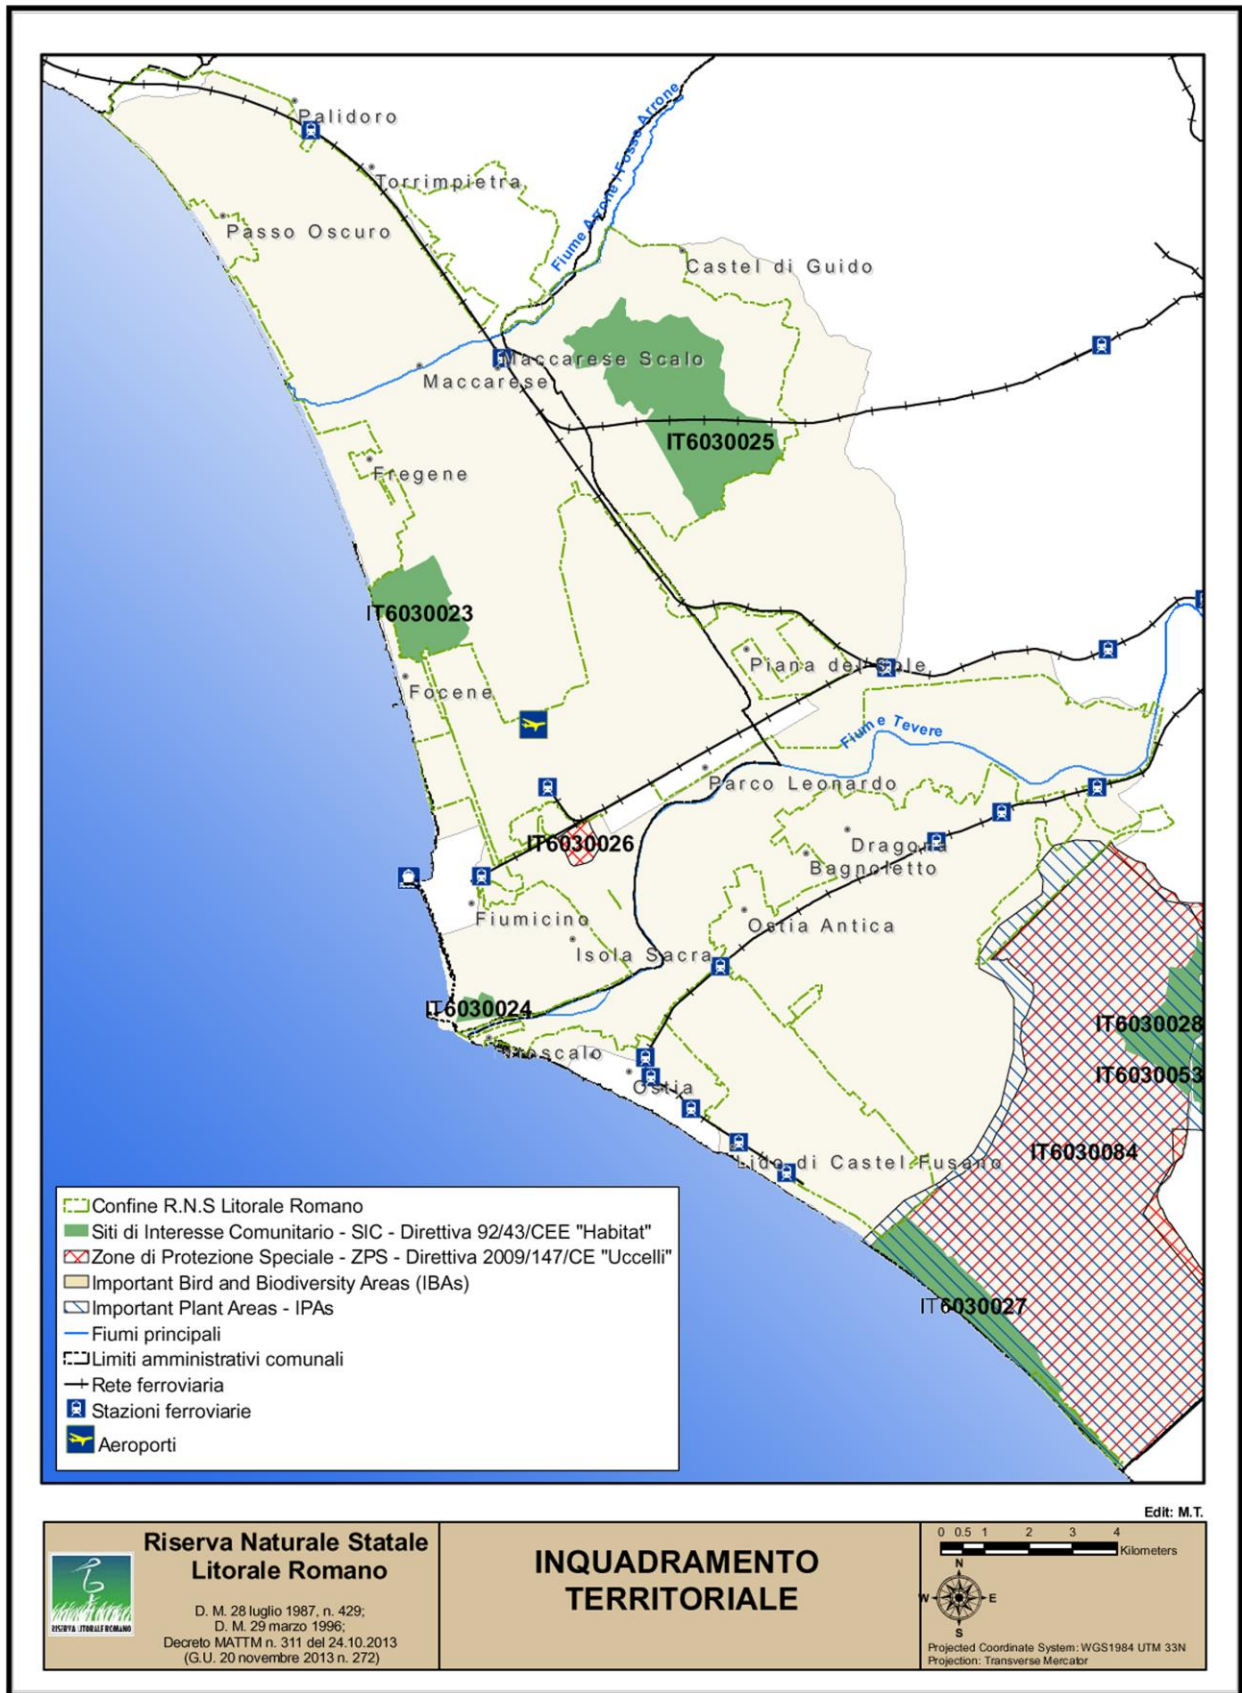 Palidoro
Torrimpietra
Passo Oscuro
Fiume Arrone / Fosso Arrone
Castel di Guido
Maccarese Scalo
Maccarese
IT6030025
Fregene
IT6030023
Piana del Sole
Focene
Fiume Tevere
Parco Leonardo
IT6030026
Dragona
Bagnoletto
Fiumicino
Ostia Antica
Isola Sacra
IT6030024
IT6030028
Ostia
IT6030053
IT6030084
Lido di Castel Fusano
IT6030027
Confine R.N.S Litorale Romano
Siti di Interesse Comunitario - SIC - Direttiva 92/43/CEE "Habitat"
Zone di Protezione Speciale - ZPS - Direttiva 2009/147/CE "Uccelli"
Important Bird and Biodiversity Areas (IBAs)
Important Plant Areas - IPAs
Fiumi principali
Limiti amministrativi comunali
Rete ferroviaria
Stazioni ferroviarie
Aeroporti
Edit: M.T.
RISERVA LITORALE ROMANO
Riserva Naturale Statale
Litorale Romano
D. M. 28 luglio 1987, n. 429;
D. M. 29 marzo 1996;
Decreto MATTM n. 311 del 24.10.2013
(G.U. 20 novembre 2013 n. 272)
INQUADRAMENTO
TERRITORIALE
0 0.5 1 2 3 4
Kilometers
N
W E
S
Projected Coordinate System: WGS1984 UTM 33N
Projection: Transverse Mercator